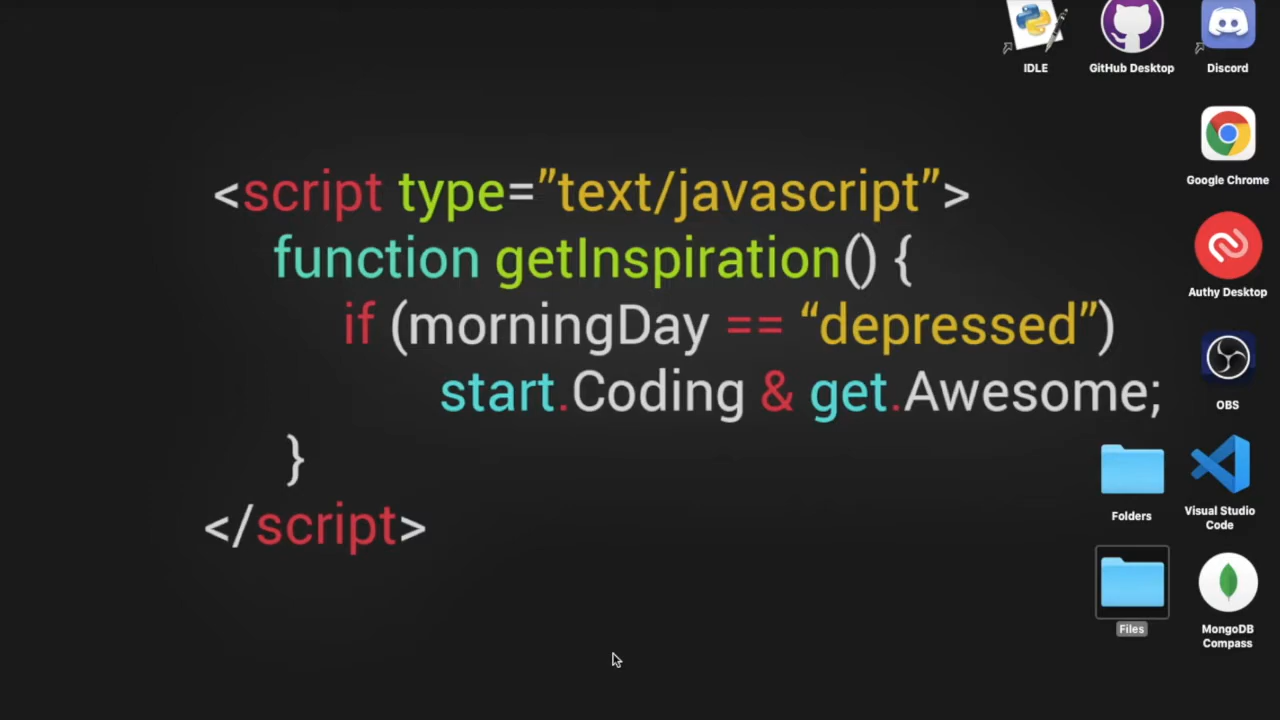 IDLE
GitHub Desktop
Discord
Google Chrome
<script type=”text/javascript”>
function getInspiration() {
Authy Desktop
if (morningDay == “depressed”)
start.Coding & get.Awesome;
OBS
}
Folders
Visual Studio
Code
</script>
Files
MongoDB
Compass